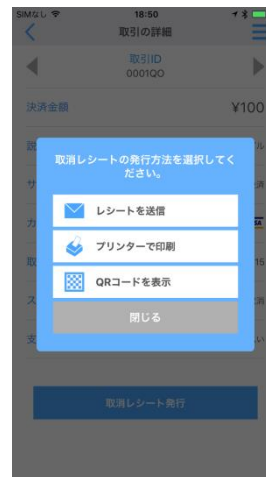 SIMなし 18:50
取引の詳細
取引ID
0001QO
決済金額 ¥100
取消レシートの発行方法を選択してく
ださい。
レシートを送信
プリンターで印刷
QRコードを表示
閉じる
取消レシート発行